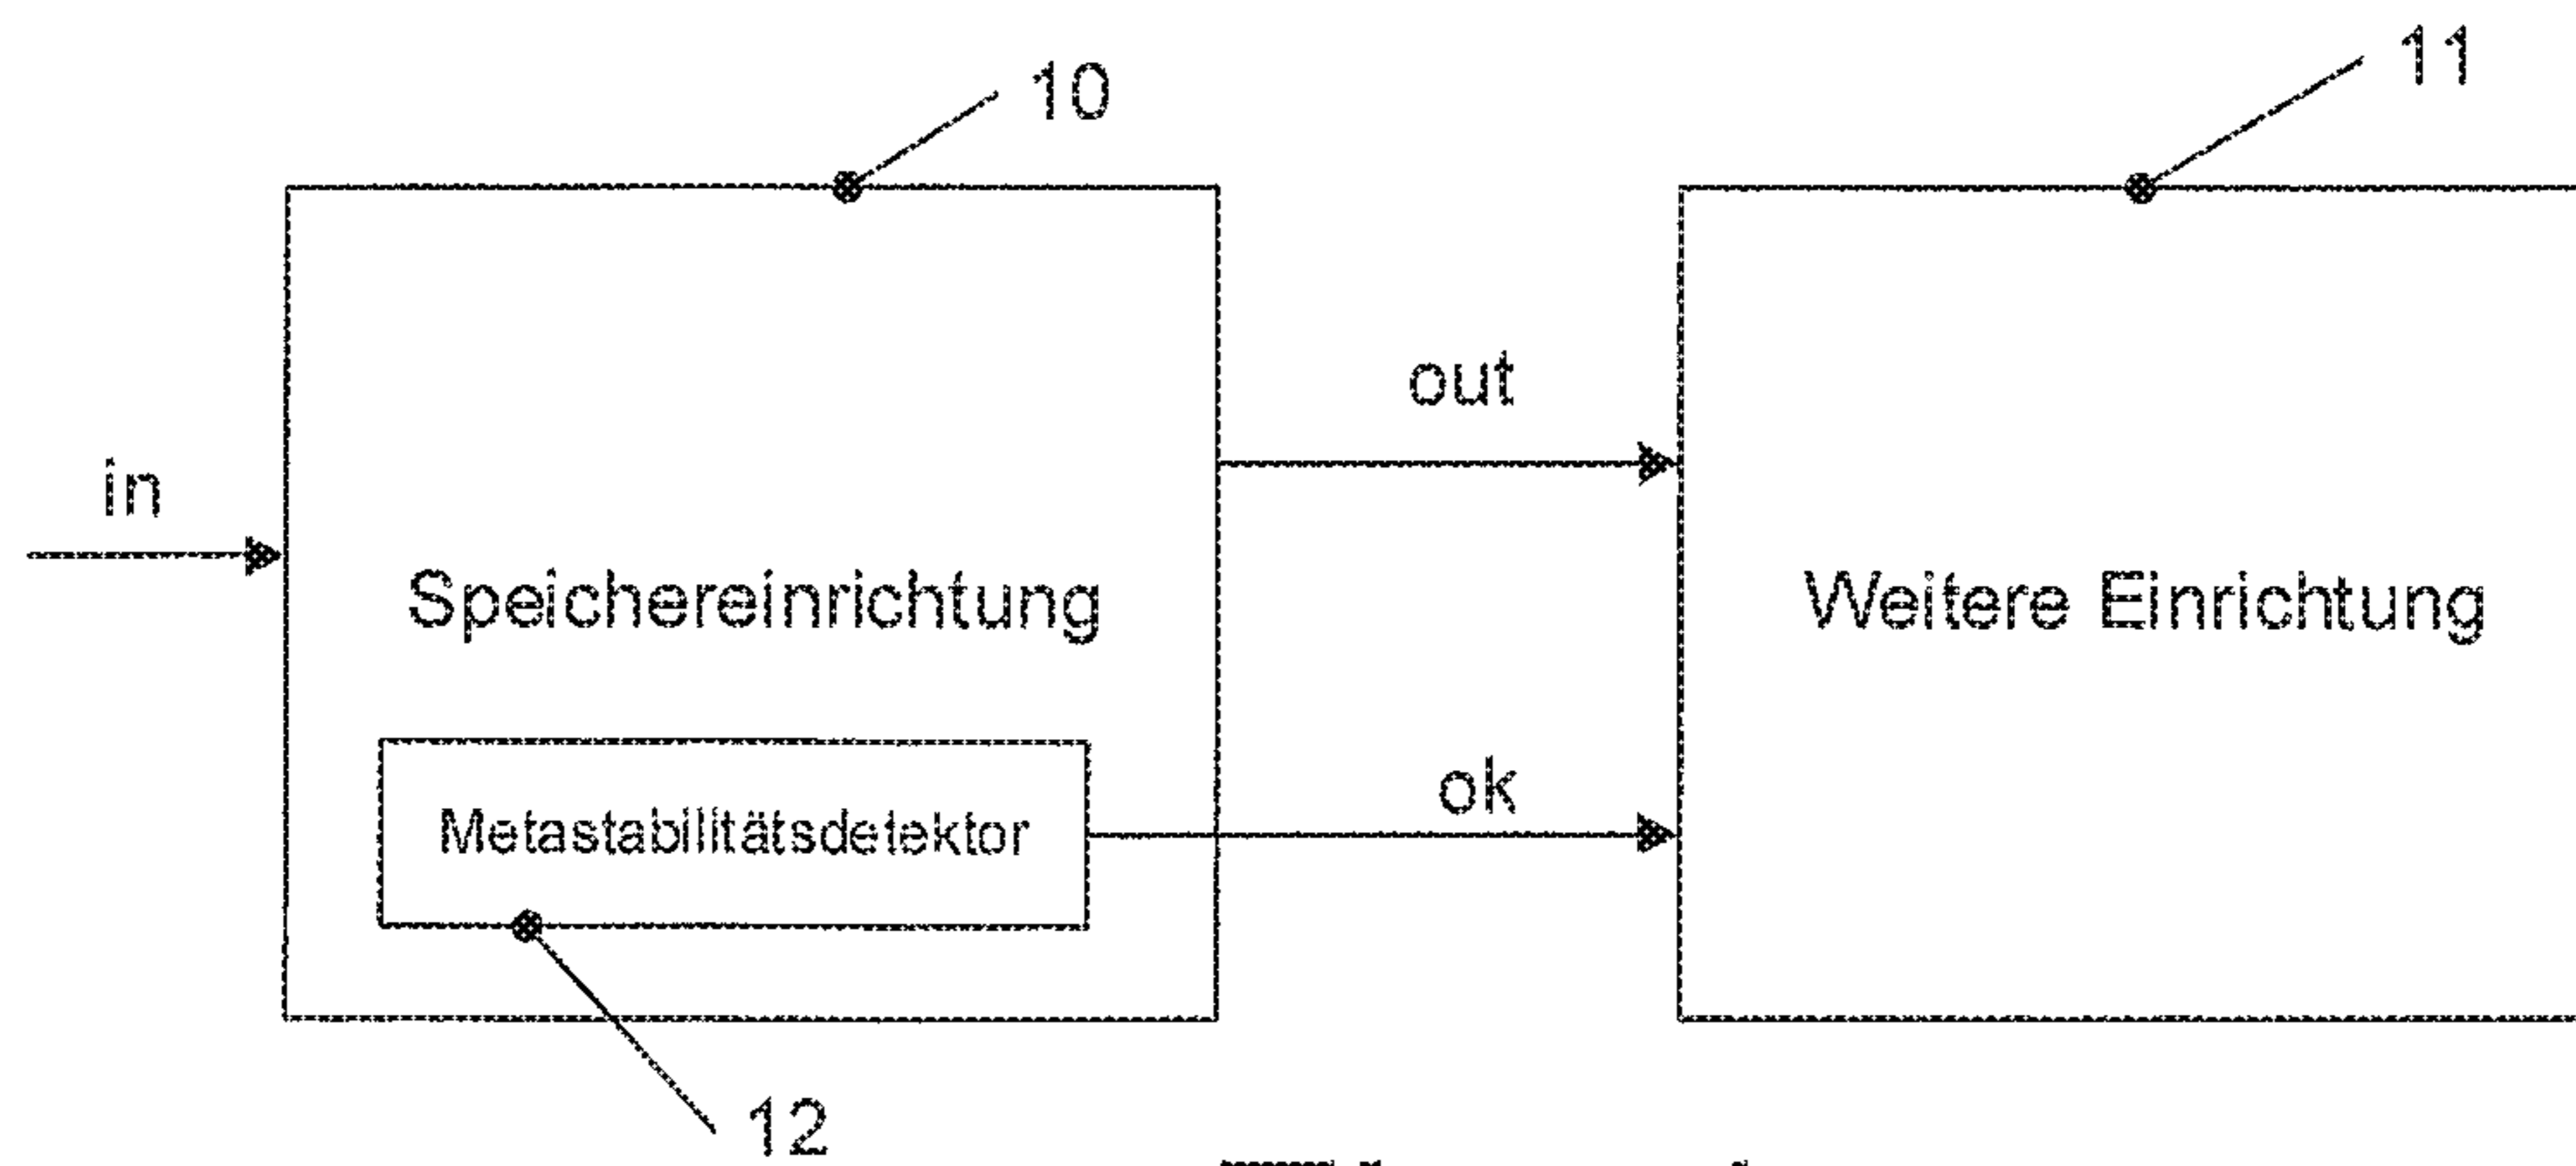 10
11
out
in
Speichereinrichtung
Weitere Einrichtung
ok
Metastabilitätsdetektor
12